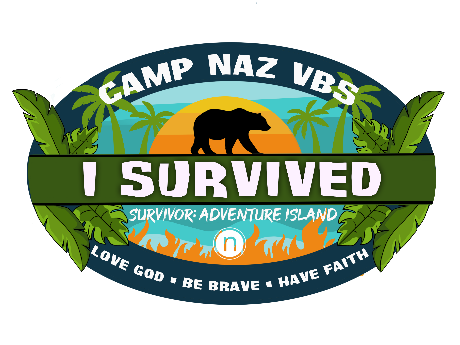 CAMP NAZ VBS
I SURVIVED
SURVIVOR: ADVENTURE ISLAND
n
LOVE GOD ▪ BE BRAVE ▪ HAVE FAITH